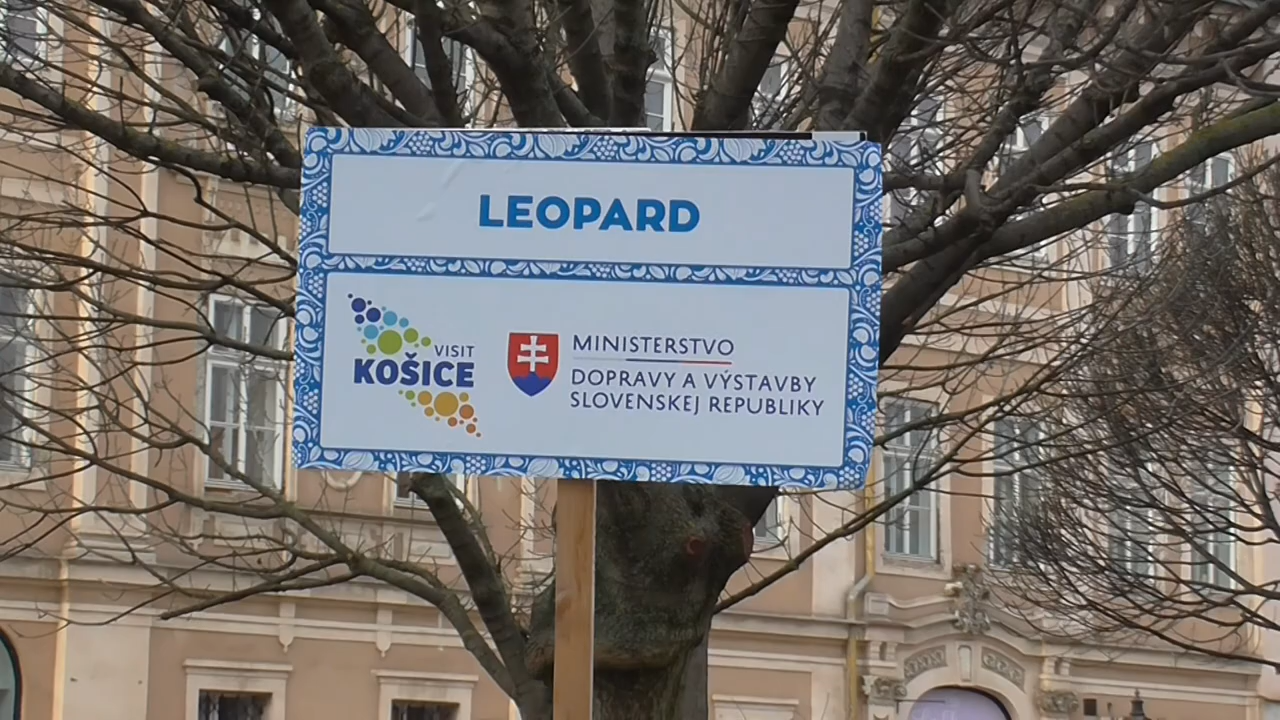 LEOPARD
VISIT
KOŠICE
MINISTERSTVO
DOPRAVY A VÝSTAVBY
SLOVENSKEJ REPUBLIKY